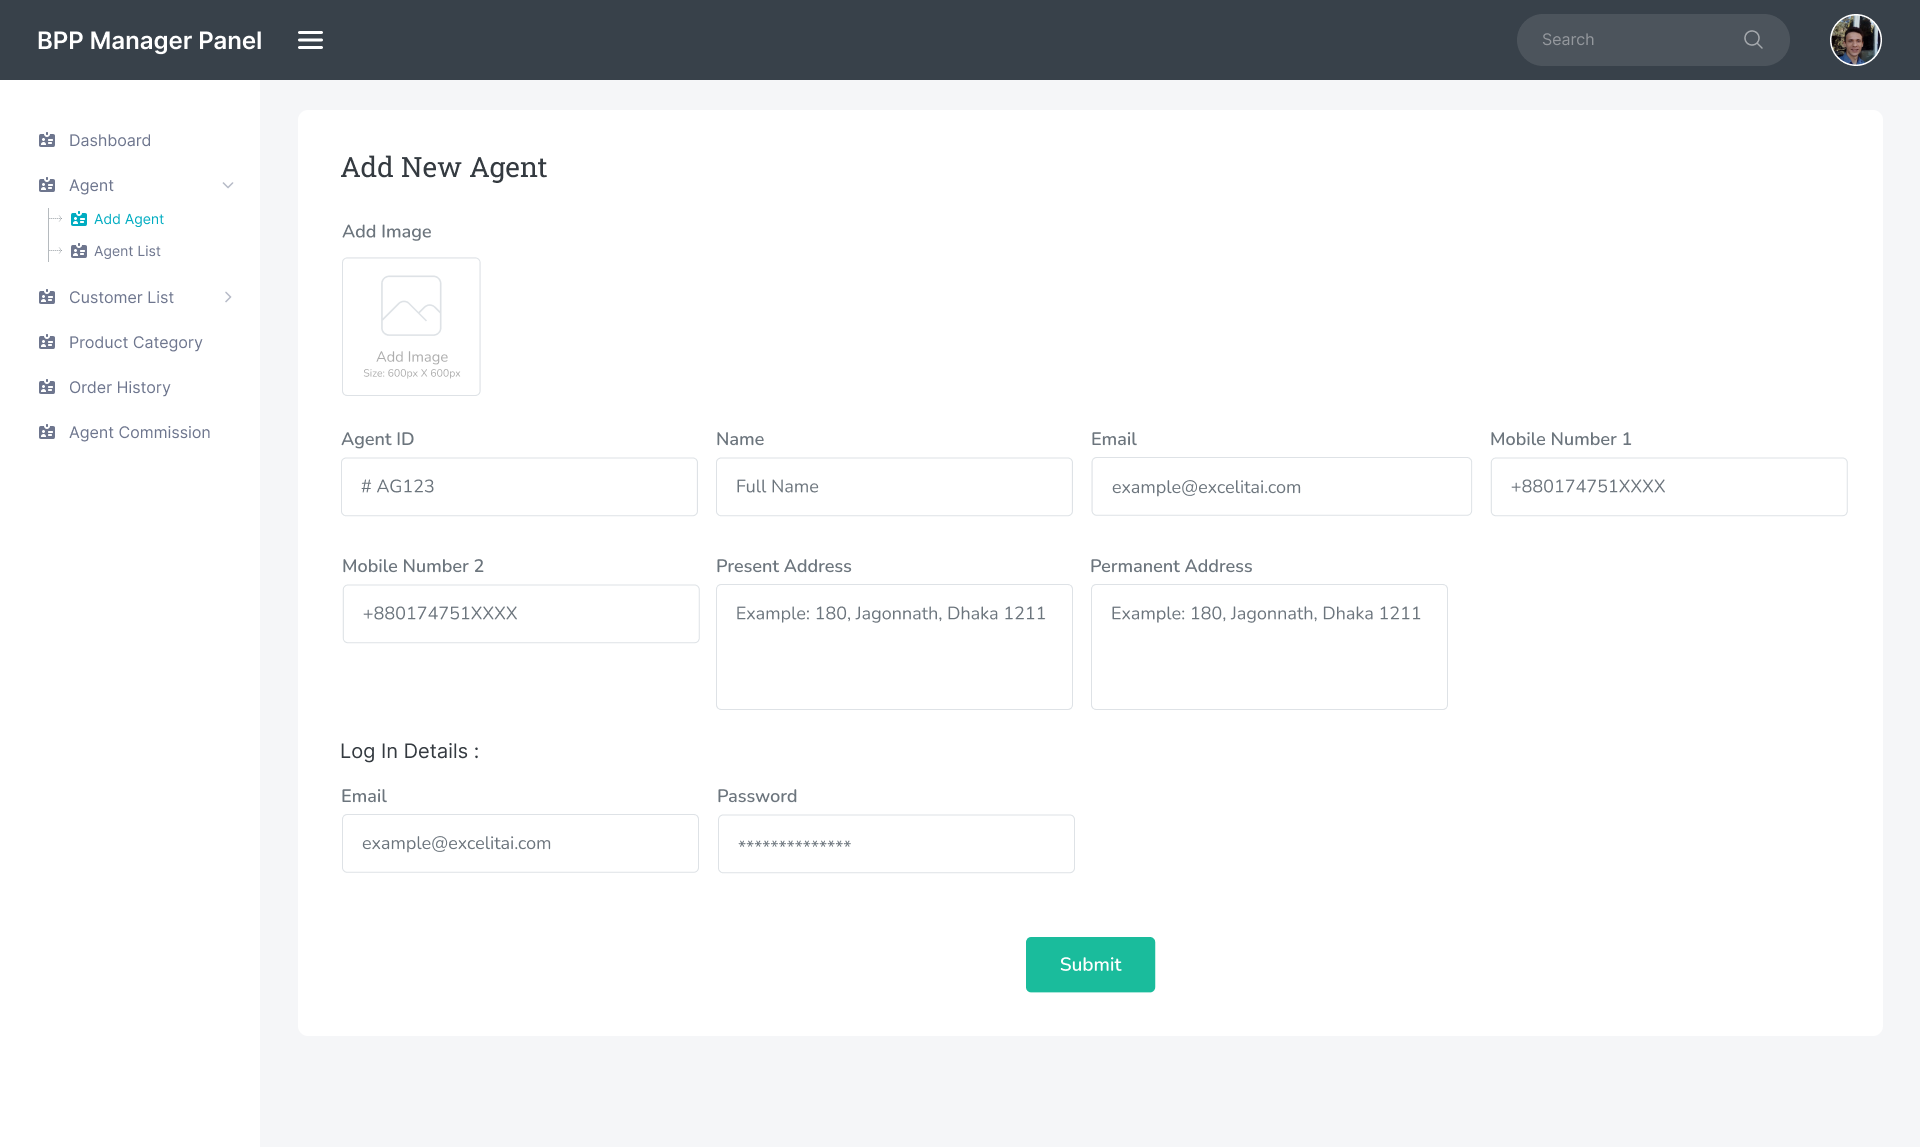 BPP Manager Panel
Search
Dashboard
Agent
Add Agent
Agent List
Customer List
Product Category
Order History
Agent Commission
Add New Agent
Add Image
Add Image
Size: 600px X 600px
Agent ID
Name
Email
Mobile Number 1
# AG123
Full Name
example@excelitai.com
+880174751XXXX
Mobile Number 2
Present Address
Permanent Address
+880174751XXXX
Example: 180, Jagonnath, Dhaka 1211
Example: 180, Jagonnath, Dhaka 1211
Log In Details :
Email
Password
example@excelitai.com
**************
Submit